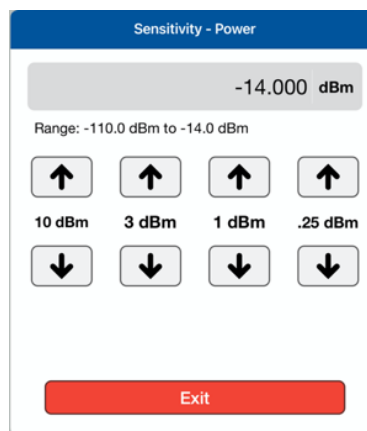 Sensitivity - Power
-14.000 dBm
Range: -110.0 dBm to -14.0 dBm
10 dBm 3 dBm 1 dBm .25 dBm
Exit